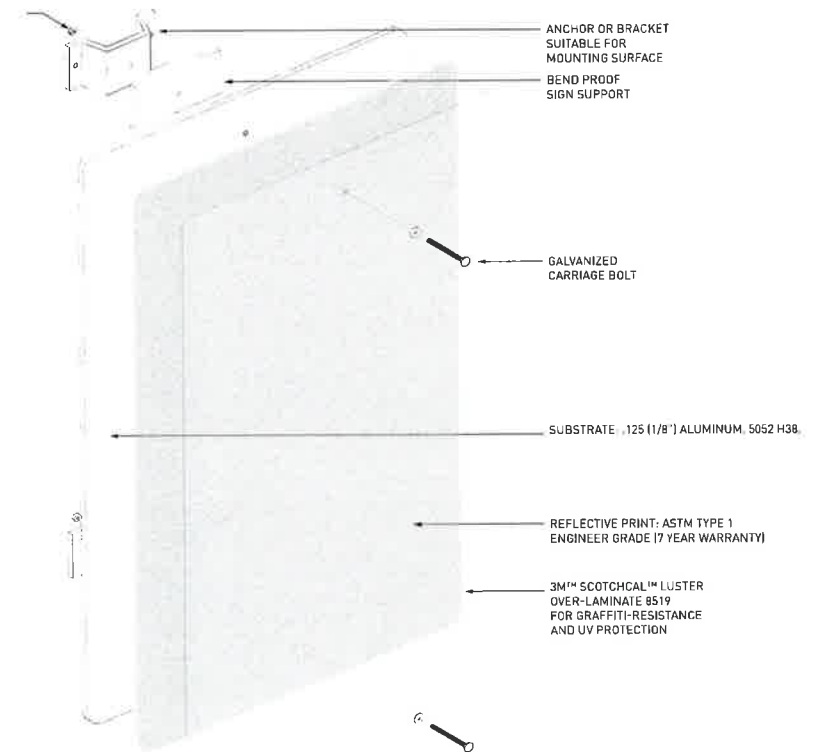 ANCHOR OR BRACKET
SUITABLE FOR
MOUNTING SURFACE
BEND PROOF
SIGN SUPPORT
GALVANIZED
CARRIAGE BOLT
SUBSTRATE: .125 (1/8") ALUMINUM, 5052 H38,
REFLECTIVE PRINT: ASTM TYPE 1
ENGINEER GRADE (7 YEAR WARRANTY)
3M™ SCOTCHCAL™ LUSTER
OVER-LAMINATE 8519
FOR GRAFFITI-RESISTANCE
AND UV PROTECTION